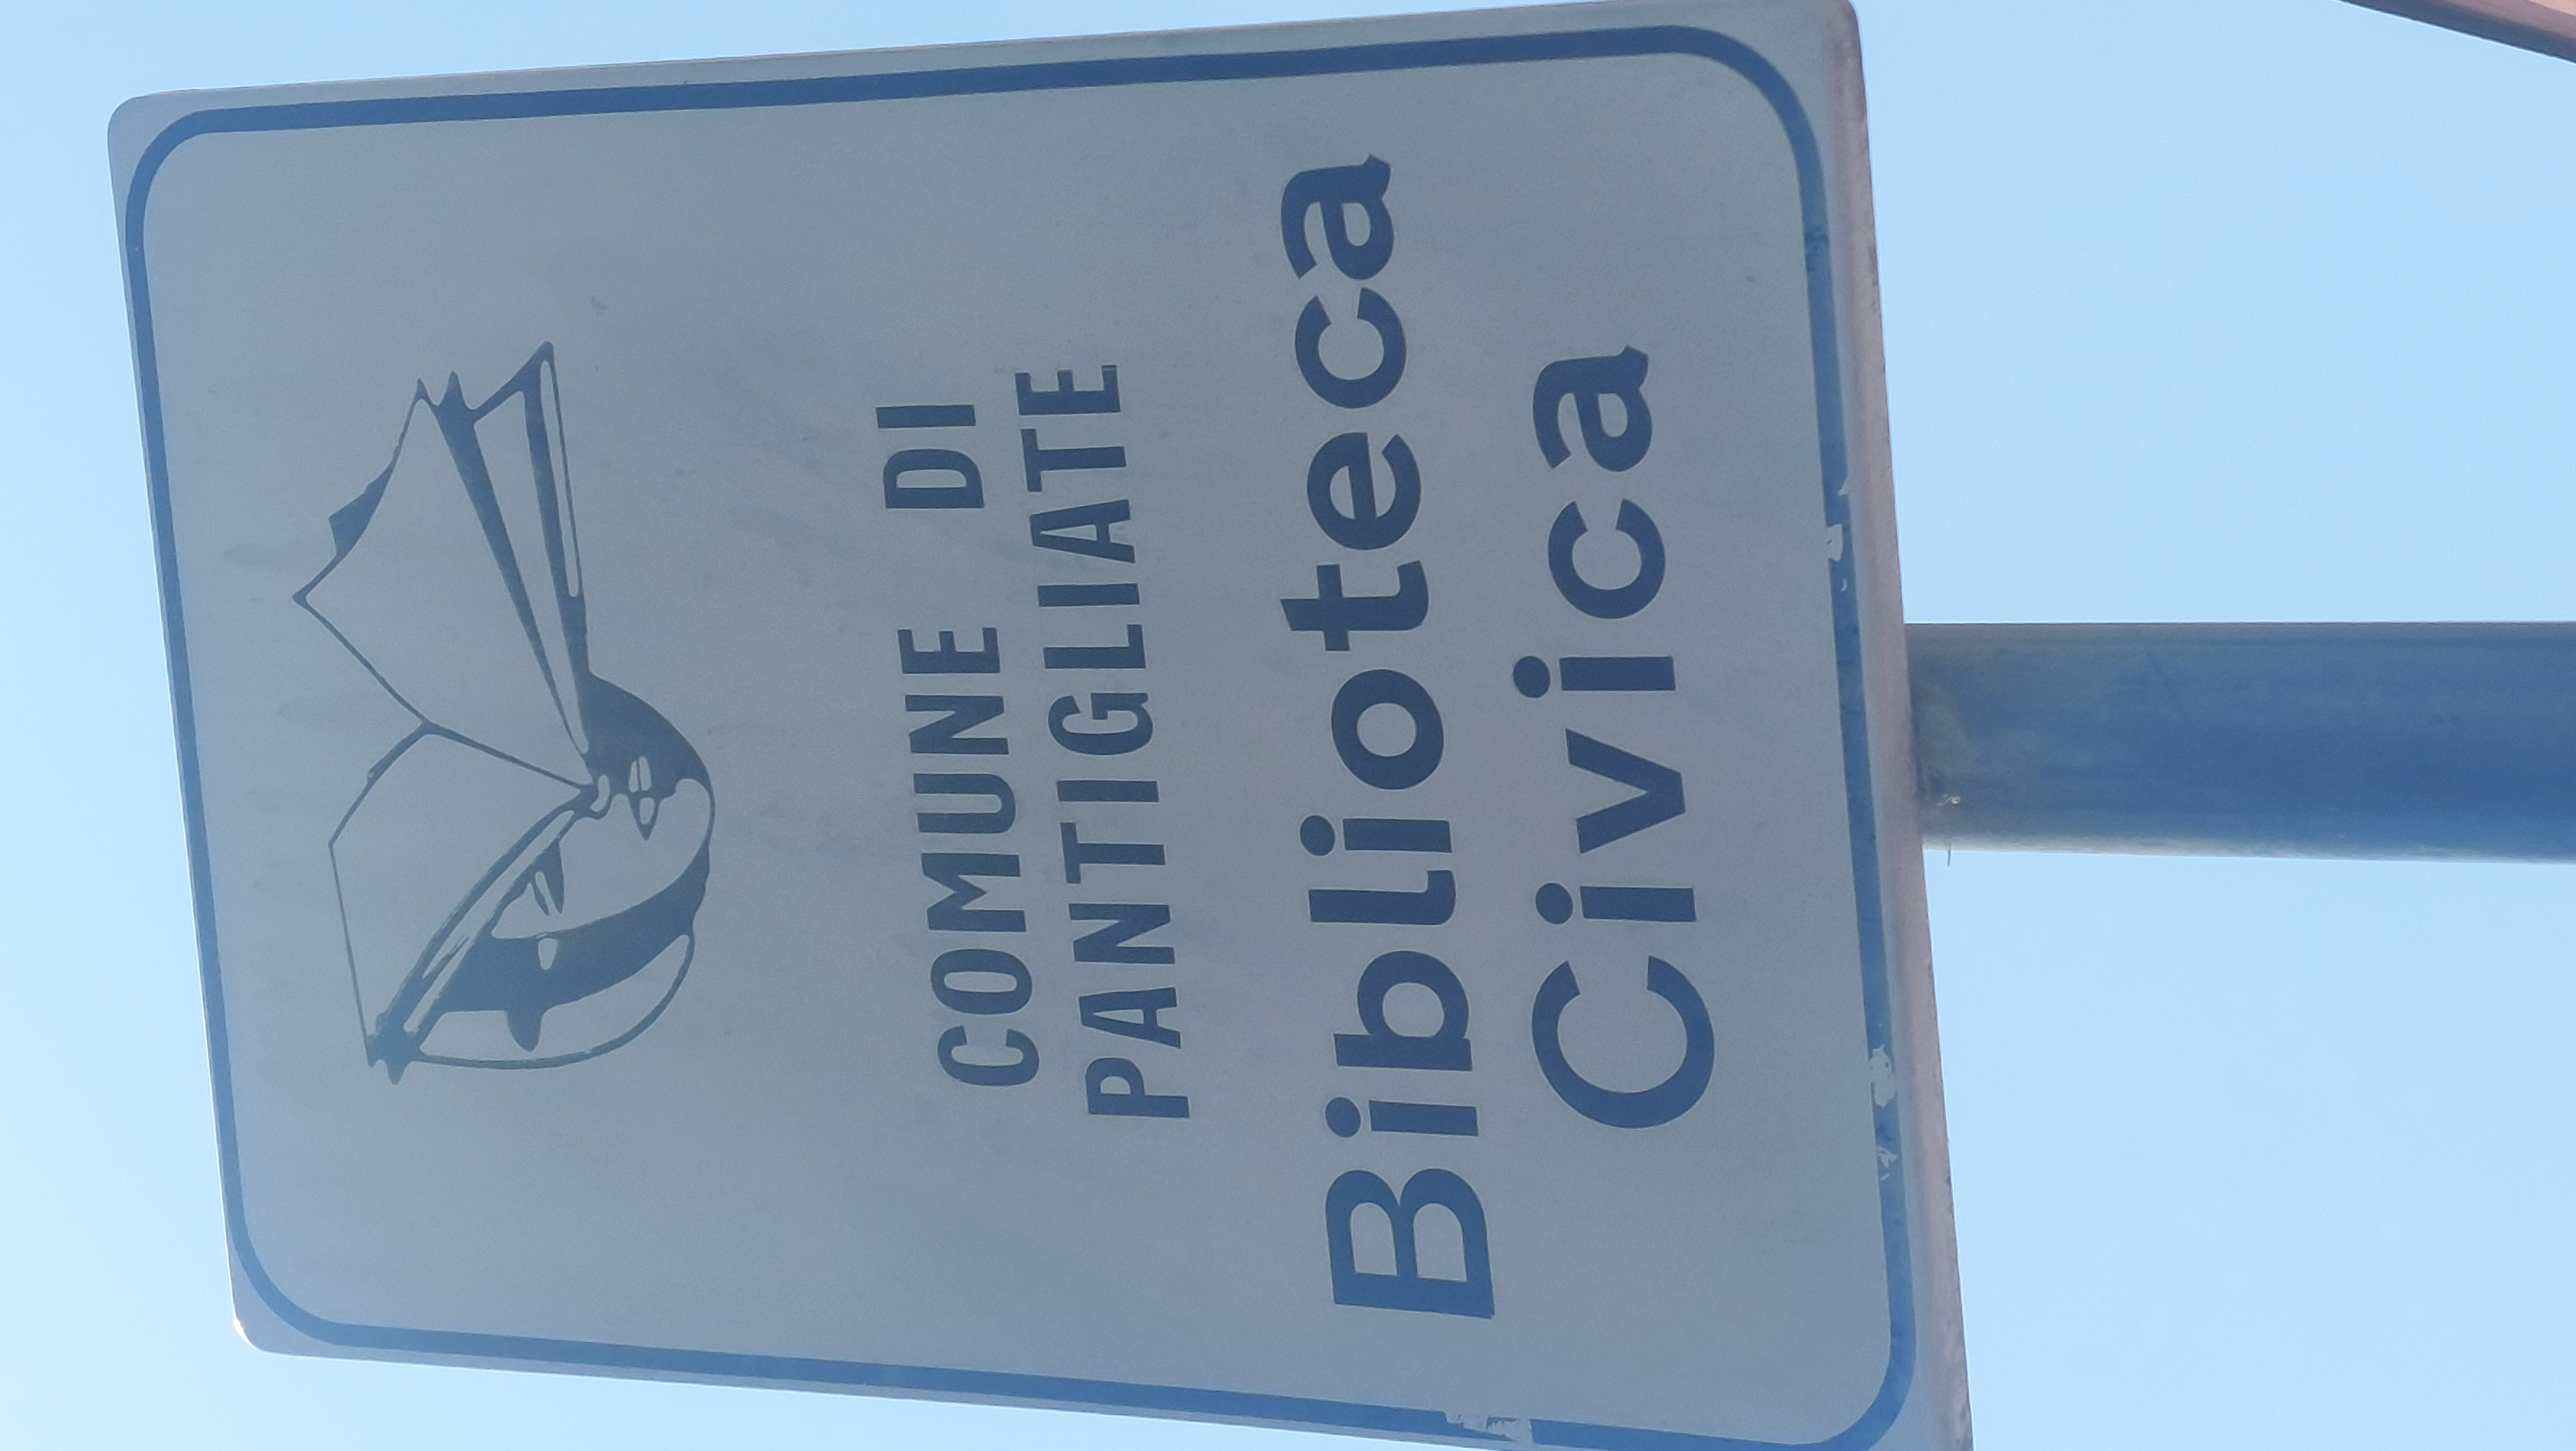 COMUNE DI
PANTIGLIATE
Biblioteca
Civica